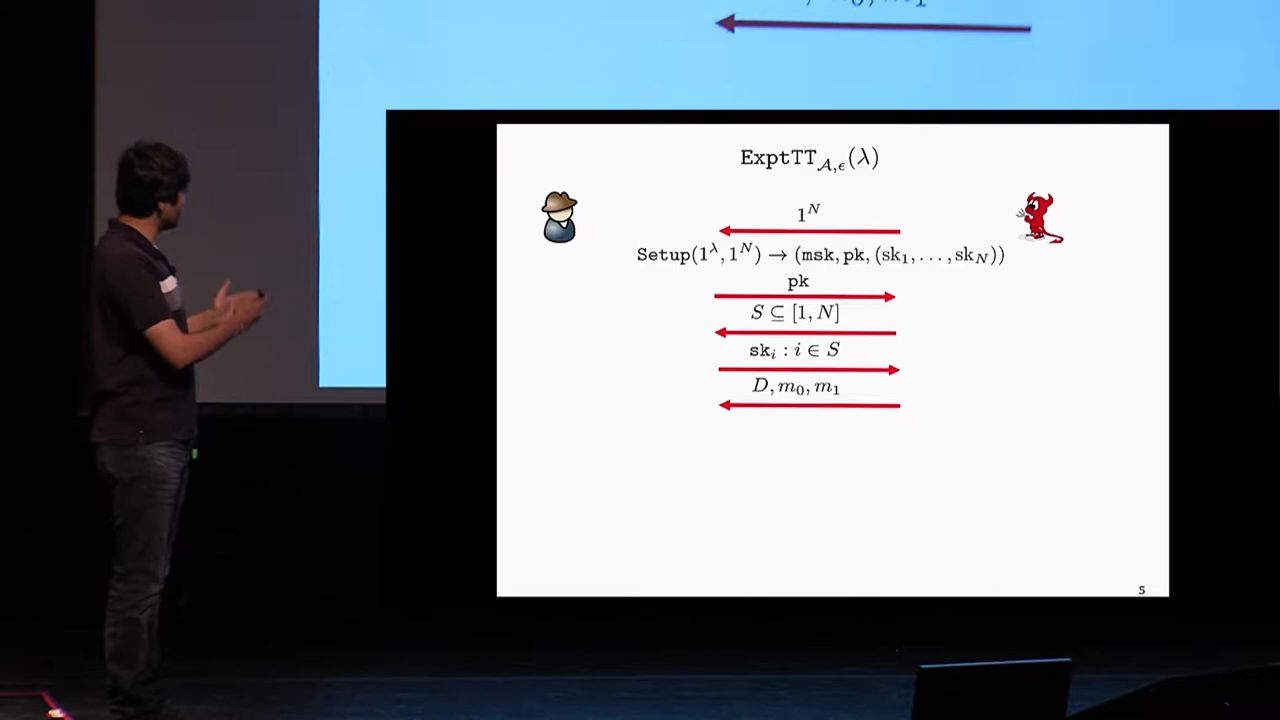 ExptTT_{𝒜,ϵ}(λ)
1^N
Setup(1^λ, 1^N) → (msk, pk, (sk_1, . . . , sk_N))
pk
S ⊆ [1, N]
sk_i : i ∈ S
D, m_0, m_1
5